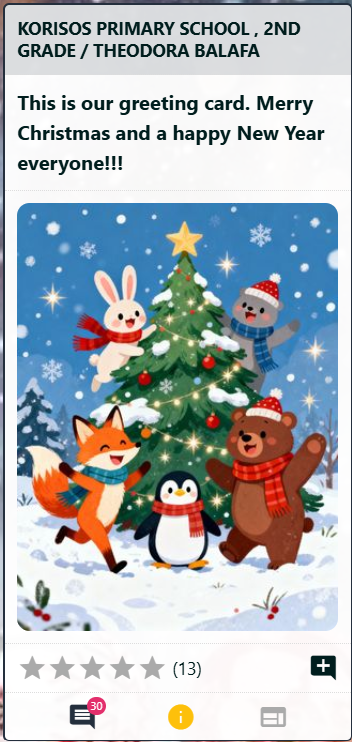 KORISOS PRIMARY SCHOOL , 2ND
GRADE / THEODORA BALAFA
This is our greeting card. Merry
Christmas and a happy New Year
everyone!!!
(13)
30